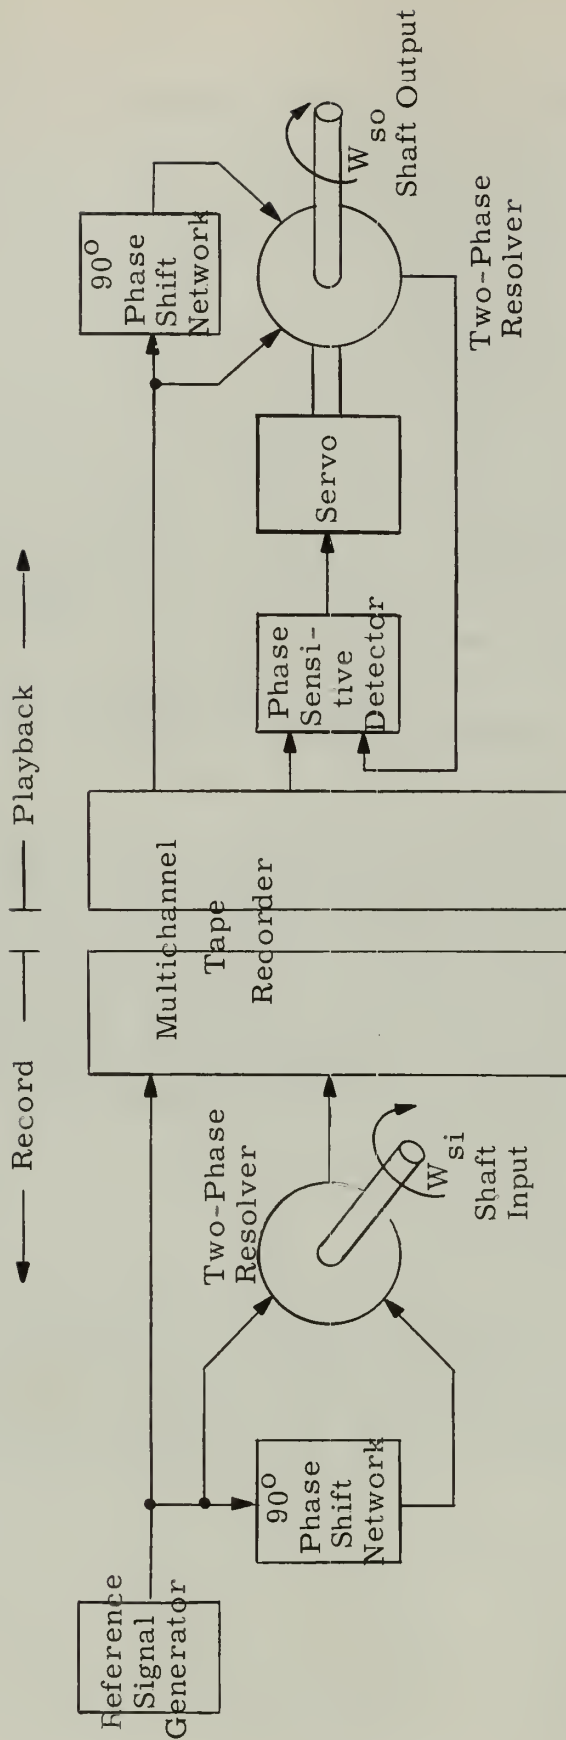 Record
Playback
Reference
Signal
Generator
90°
Phase
Shift
Network
Two-Phase
Resolver
W si
Shaft
Input
Multichannel
Tape
Recorder
Phase
Sensi-
tive
Detector
Servo
90°
Phase
Shift
Network
W so
Shaft Output
Two-Phase
Resolver